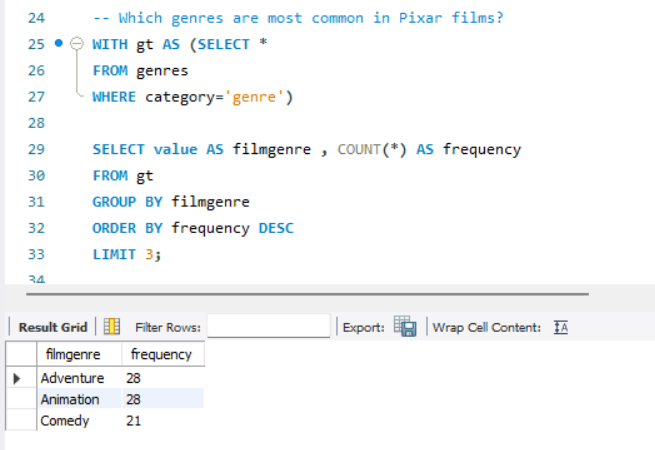 24 -- Which genres are most common in Pixar films?
25 WITH gt AS (SELECT *
26 FROM genres
27 WHERE category='genre')
28
29 SELECT value AS filmgenre , COUNT(*) AS frequency
30 FROM gt
31 GROUP BY filmgenre
32 ORDER BY frequency DESC
33 LIMIT 3;
34
Result Grid Filter Rows: Export: Wrap Cell Content: IA
filmgenre frequency
Adventure 28
Animation 28
Comedy 21